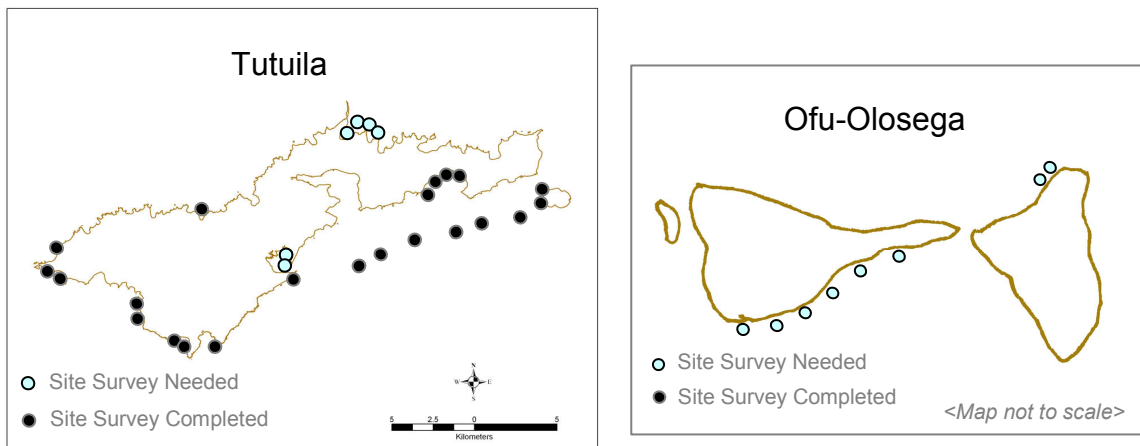 Tutuila
N
W E
S
Site Survey Needed
Site Survey Completed
5 2.5 0 5
Kilometers
Ofu-Olosega
Site Survey Needed
Site Survey Completed
<Map not to scale>